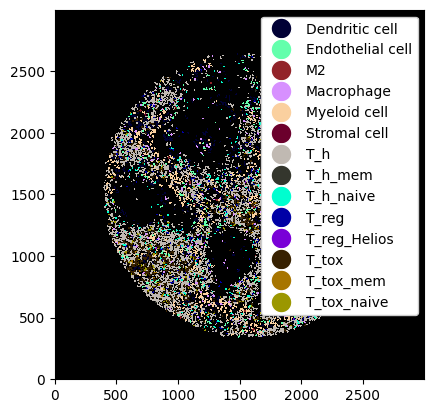 Dendritic cell
Endothelial cell
M2
Macrophage
Myeloid cell
Stromal cell
T_h
T_h_mem
T_h_naive
T_reg
T_reg_Helios
T_tox
T_tox_mem
T_tox_naive
2500
2000
1500
1000
500
0
0 500 1000 1500 2000 2500